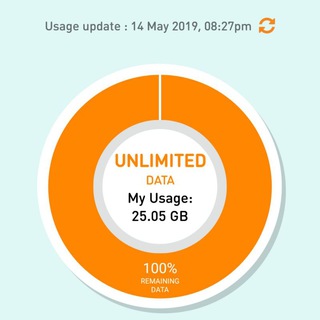 Usage update : 14 May 2019, 08:27pm
UNLIMITED
DATA
My Usage:
25.05 GB
100%
REMAINING
DATA